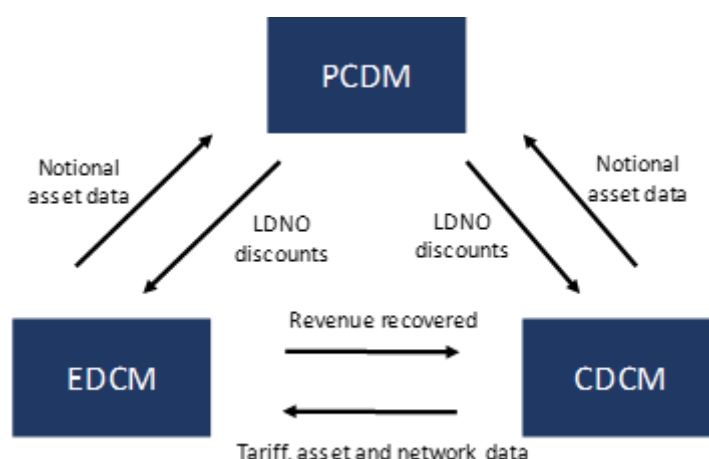 PCDM
Notional
asset data
Notional
asset data
LDNO
discounts
LDNO
discounts
Revenue recovered
EDCM
CDCM
Tariff, asset and network data